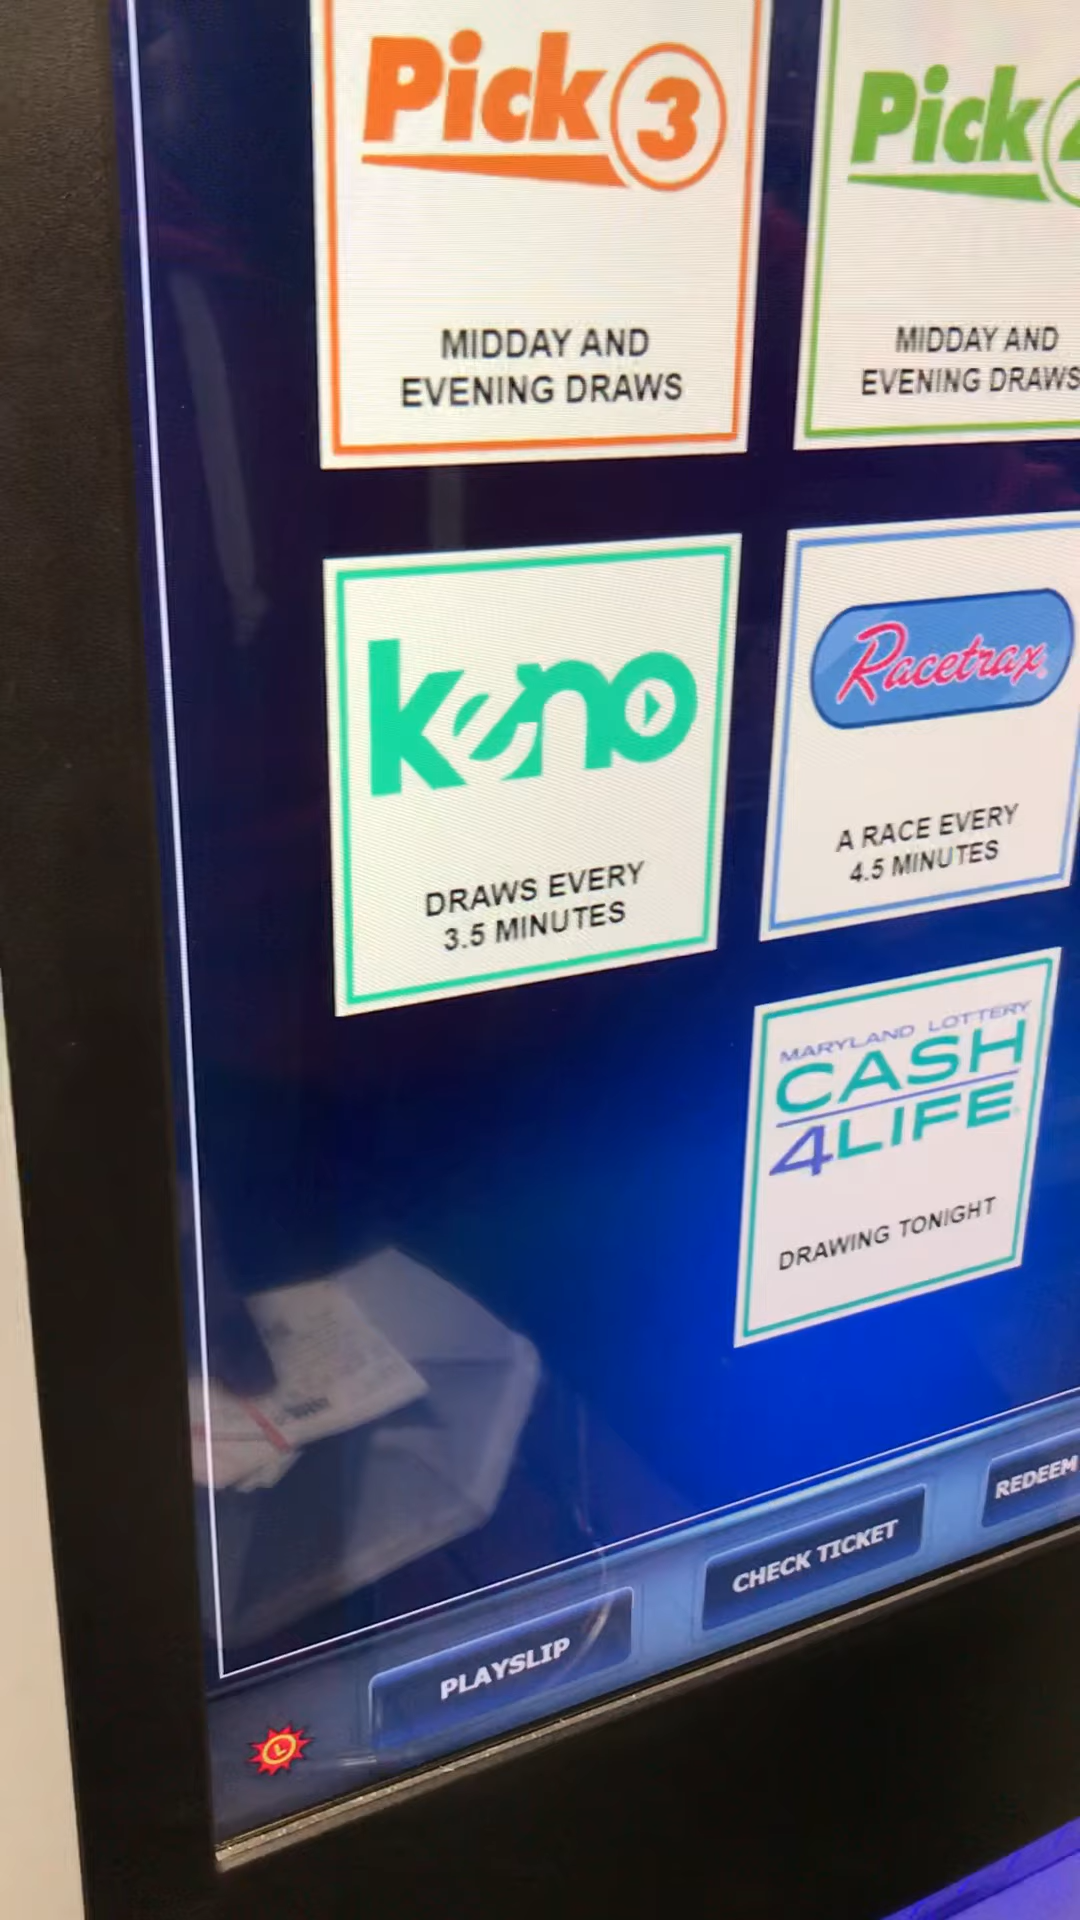 Pick 3
MIDDAY AND
EVENING DRAWS
Pick
MIDDAY AND
EVENING DRAWS
keno
DRAWS EVERY
3.5 MINUTES
Racetrax
A RACE EVERY
4.5 MINUTES
MARYLAND LOTTERY
CASH
4LIFE
DRAWING TONIGHT
PLAYSLIP
CHECK TICKET
REDEEM
L